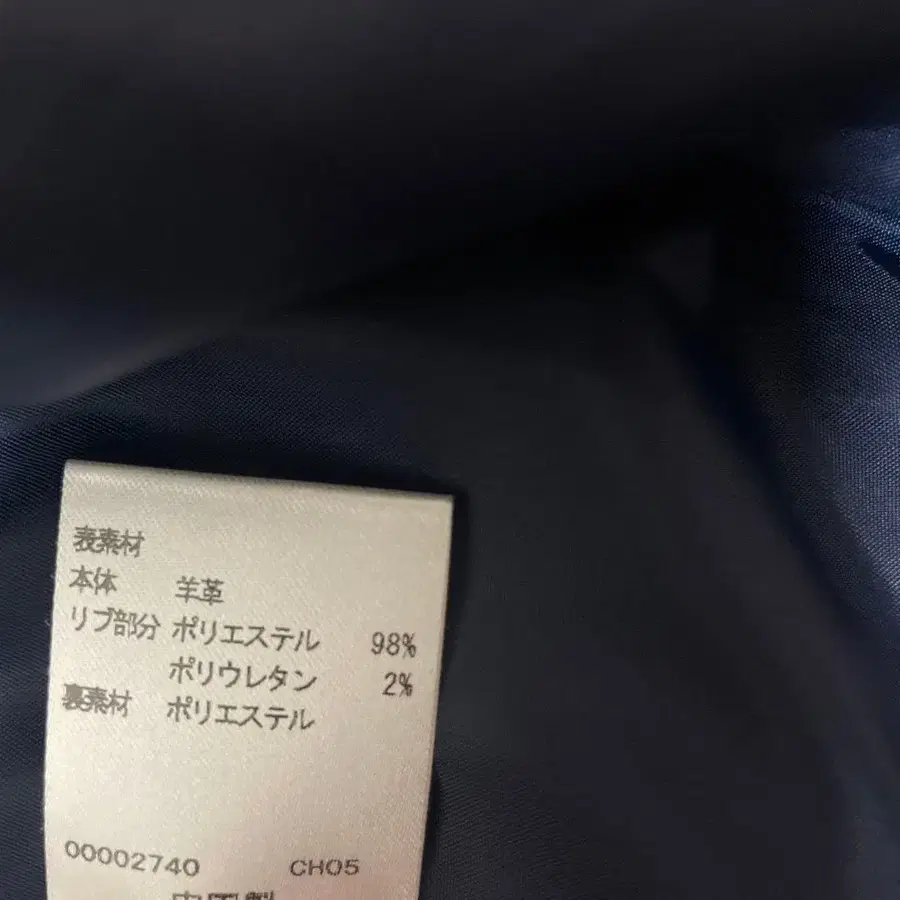 表素材
本体 羊革
リブ部分 ポリエステル 98%
ポリウレタン 2%
裏素材 ポリエステル
00002740 CH05